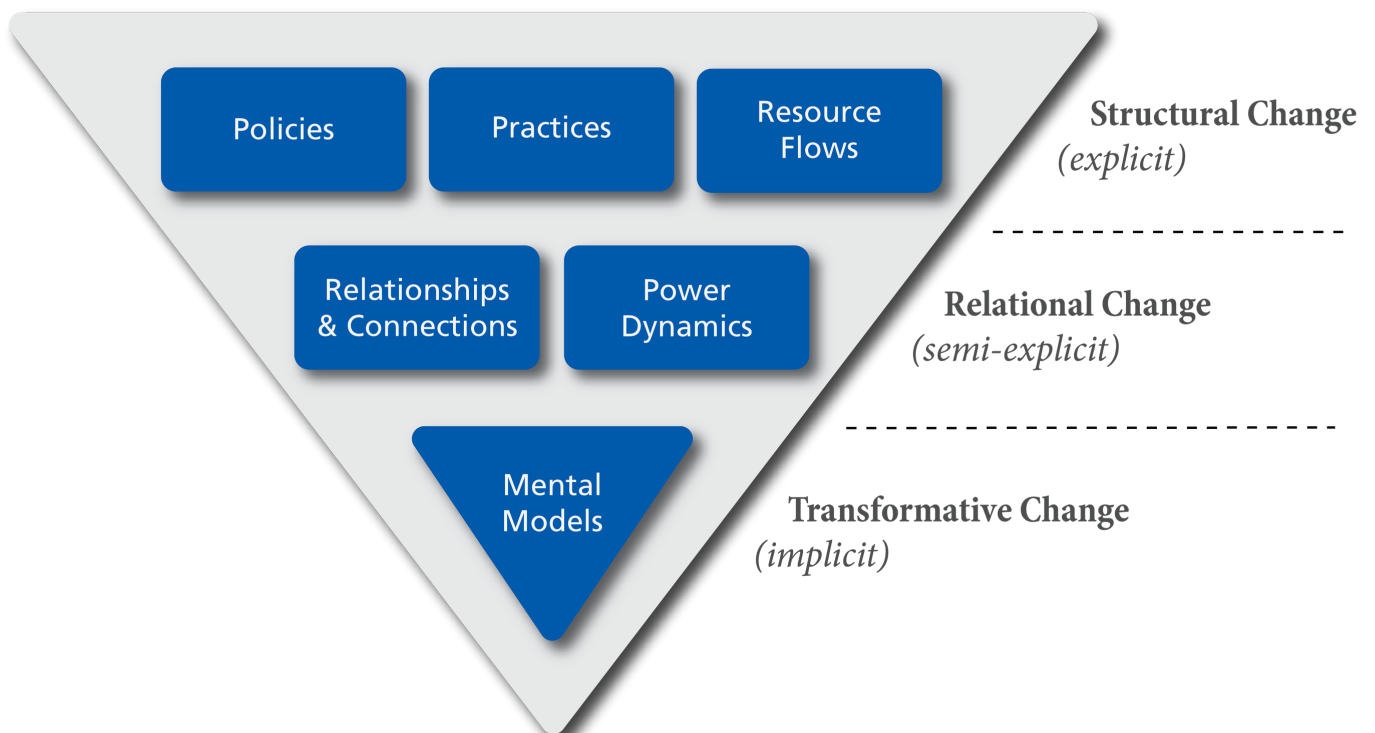 Policies
Practices
Resource
Flows
Structural Change
(explicit)
Relationships
& Connections
Power
Dynamics
Relational Change
(semi-explicit)
Mental
Models
Transformative Change
(implicit)